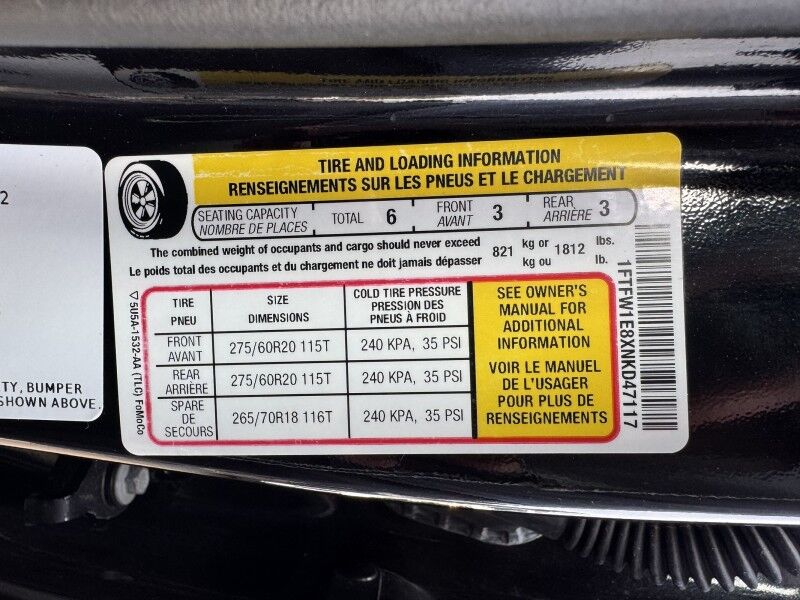 TIRE AND LOADING INFORMATION
RENSEIGNEMENTS SUR LES PNEUS ET LE CHARGEMENT
SEATING CAPACITY
NOMBRE DE PLACES
TOTAL 6
FRONT
AVANT
3
REAR
ARRIÈRE
3
The combined weight of occupants and cargo should never exceed
Le poids total des occupants et du chargement ne doit jamais dépasser
821
kg or
kg ou
1812
lbs.
lb.
TIRE
PNEU
SIZE
DIMENSIONS
COLD TIRE PRESSURE
PRESSION DES
PNEUS À FROID
FRONT
AVANT
275/60R20 115T
240 KPA, 35 PSI
REAR
ARRIÈRE
275/60R20 115T
240 KPA, 35 PSI
SPARE
DE
SECOURS
265/70R18 116T
240 KPA, 35 PSI
SEE OWNER'S
MANUAL FOR
ADDITIONAL
INFORMATION
VOIR LE MANUEL
DE L'USAGER
POUR PLUS DE
RENSEIGNEMENTS
5U5A-1532-AA (TLC) FoMoCo
1FTFW1E8XNKD47117
2
TY, BUMPER
SHOWN ABOVE.